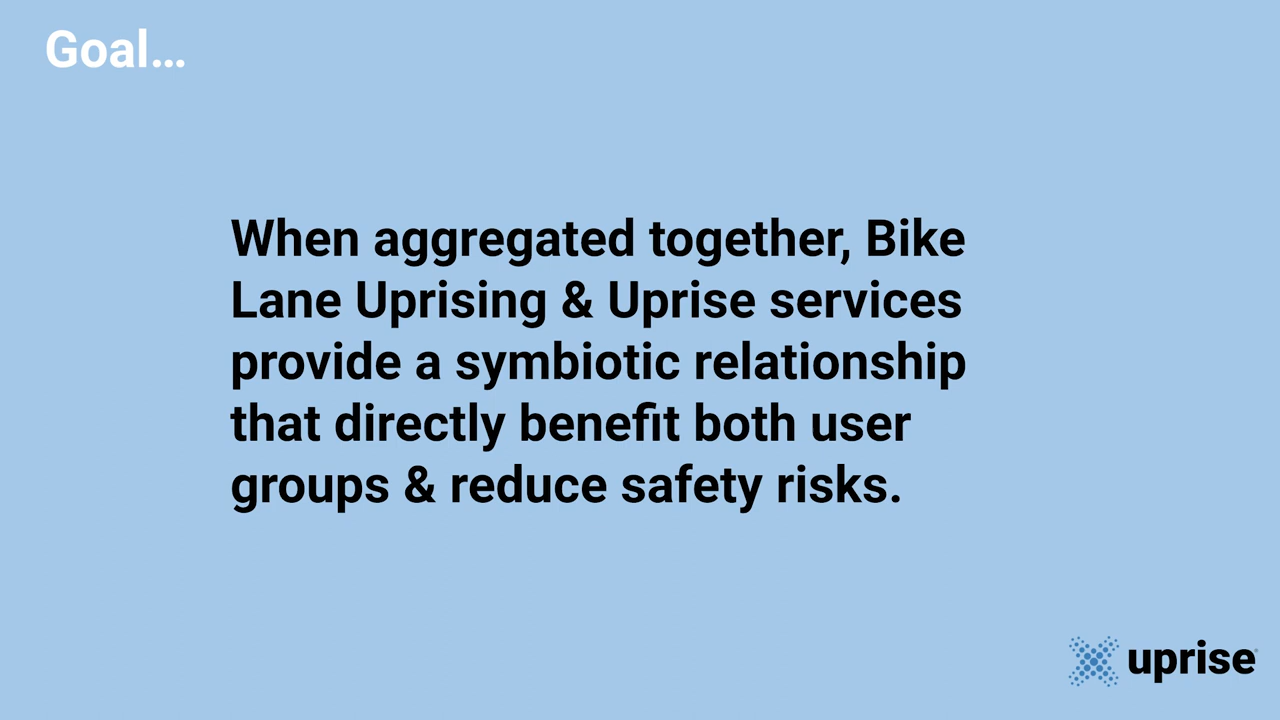 Goal...
When aggregated together, Bike
Lane Uprising & Uprise services
provide a symbiotic relationship
that directly benefit both user
groups & reduce safety risks.
uprise